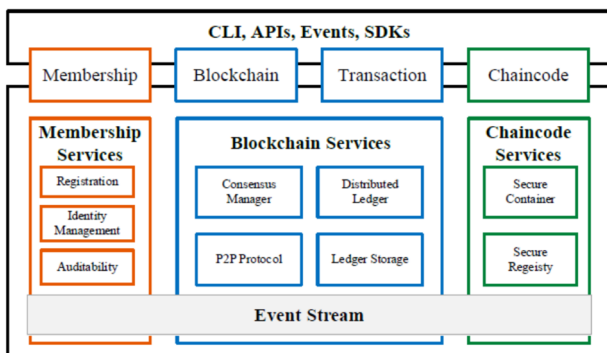 CLI, APIs, Events, SDKs
Membership
Blockchain
Transaction
Chaincode
Membership
Services
Registration
Identity
Management
Auditability
Blockchain Services
Consensus
Manager
Distributed
Ledger
P2P Protocol
Ledger Storage
Chaincode
Services
Secure
Container
Secure
Regeisty
Event Stream